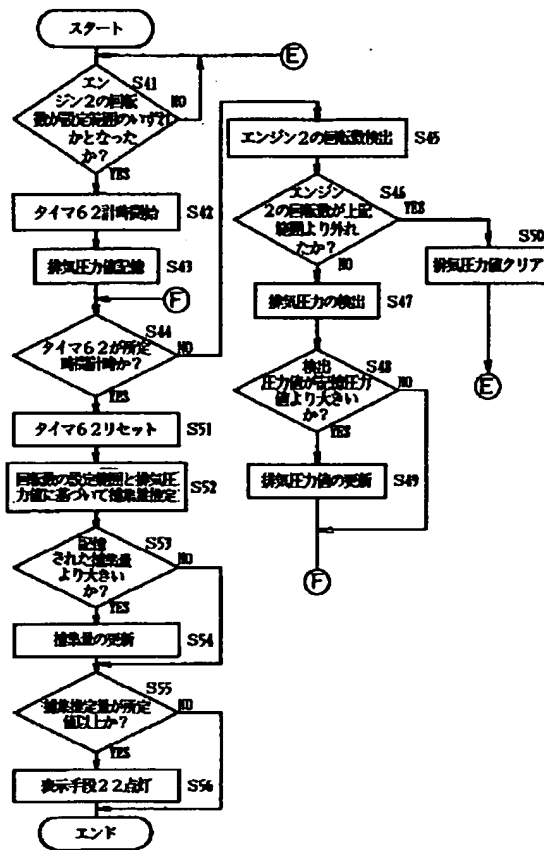 スタート
E
S41
エン
ジン2の回転
数が設定範囲のいずれ
かとなった
か?
NO
YES
タイマ62計時開始
S42
排気圧力値記憶
S43
F
S44
タイマ62が所定
時間計時か?
NO
YES
タイマ62リセット
S51
回転数の設定範囲と排気圧
力値に基づいて捕集量推定
S52
S53
記憶
された捕集量
より大きい
か?
NO
YES
捕集量の更新
S54
S55
捕集推定量が所定
値以上か?
NO
YES
表示手段22点灯
S56
エンド
エンジン2の回転数検出
S45
S46
エンジン
2の回転数が上記
範囲より外れ
たか?
YES
NO
S50
排気圧力値クリア
E
排気圧力の検出
S47
S48
検出
圧力値が記憶圧力
値より大きい
か?
NO
YES
排気圧力値の更新
S49
F